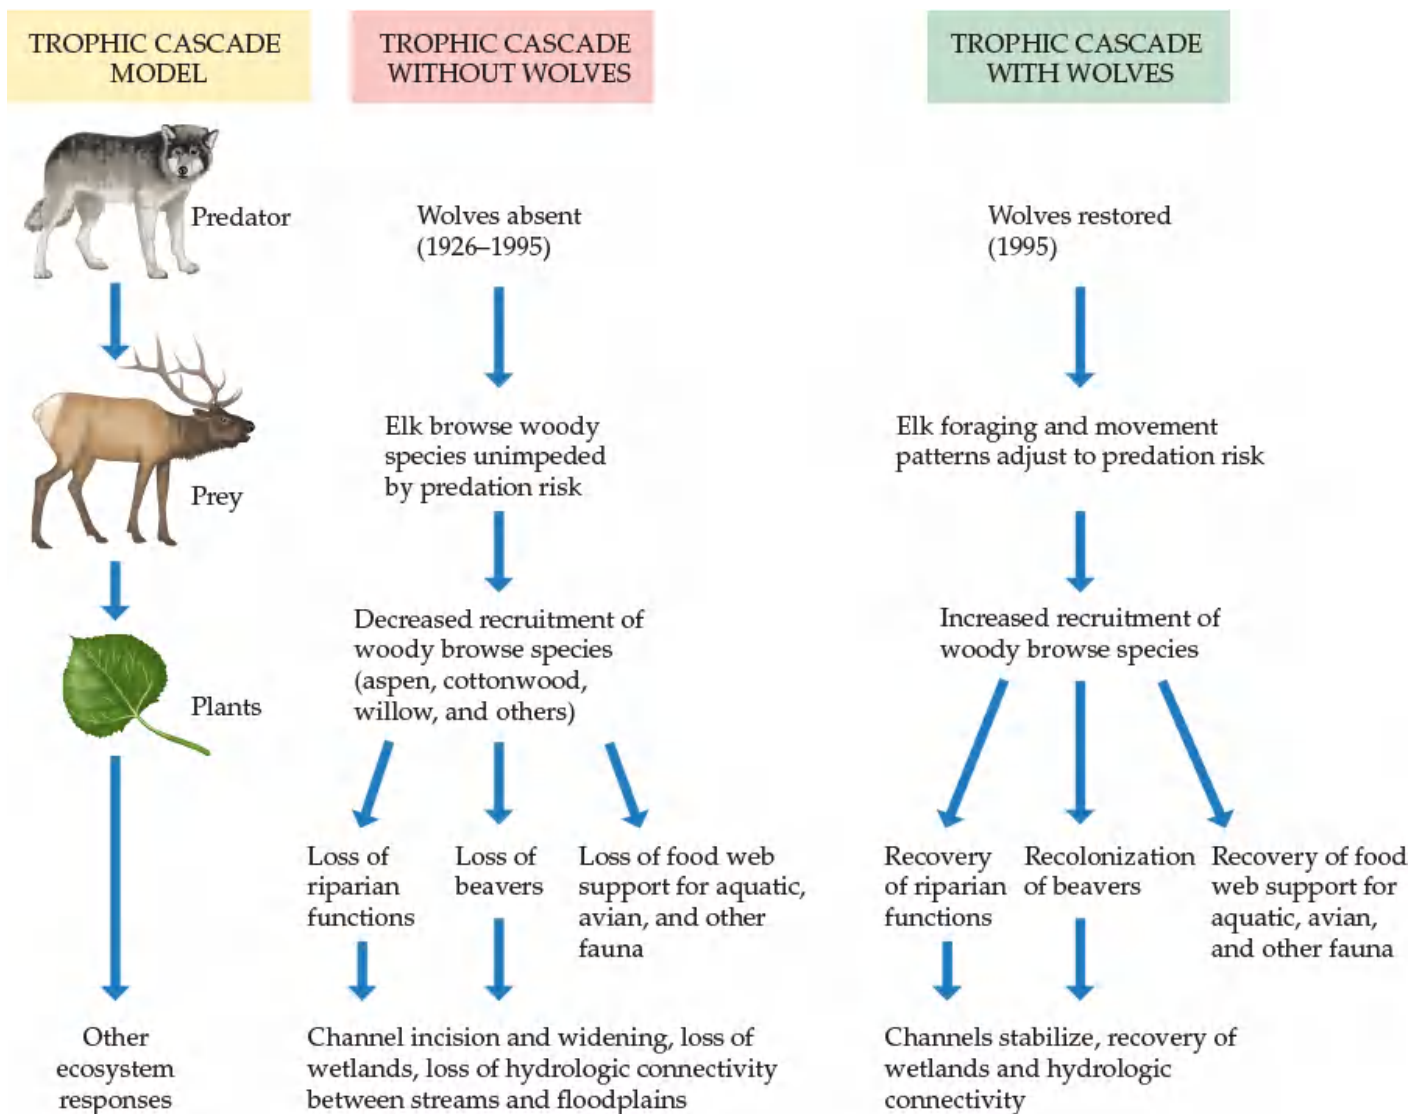 TROPHIC CASCADE
MODEL
Predator
Prey
Plants
Other
ecosystem
responses
TROPHIC CASCADE
WITHOUT WOLVES
Wolves absent
(1926–1995)
Elk browse woody
species unimpeded
by predation risk
Decreased recruitment of
woody browse species
(aspen, cottonwood,
willow, and others)
Loss of
riparian
functions
Loss of
beavers
Loss of food web
support for aquatic,
avian, and other
fauna
Channel incision and widening, loss of
wetlands, loss of hydrologic connectivity
between streams and floodplains
TROPHIC CASCADE
WITH WOLVES
Wolves restored
(1995)
Elk foraging and movement
patterns adjust to predation risk
Increased recruitment of
woody browse species
Recovery
of riparian
functions
Recolonization
of beavers
Recovery of food
web support for
aquatic, avian,
and other fauna
Channels stabilize, recovery of
wetlands and hydrologic
connectivity